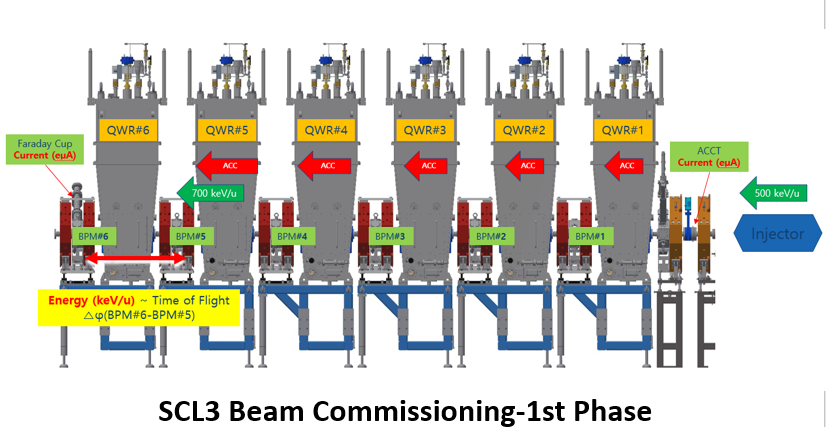 QWR#6 QWR#5 QWR#4 QWR#3 QWR#2 QWR#1
Faraday Cup
Current (eµA)
ACCT
Current (eµA)
ACC ACC ACC ACC ACC
700 keV/u
500 keV/u
BPM#6 BPM#5 BPM#4 BPM#3 BPM#2 BPM#1
Injector
Energy (keV/u) ~ Time of Flight
△φ(BPM#6-BPM#5)
SCL3 Beam Commissioning-1st Phase